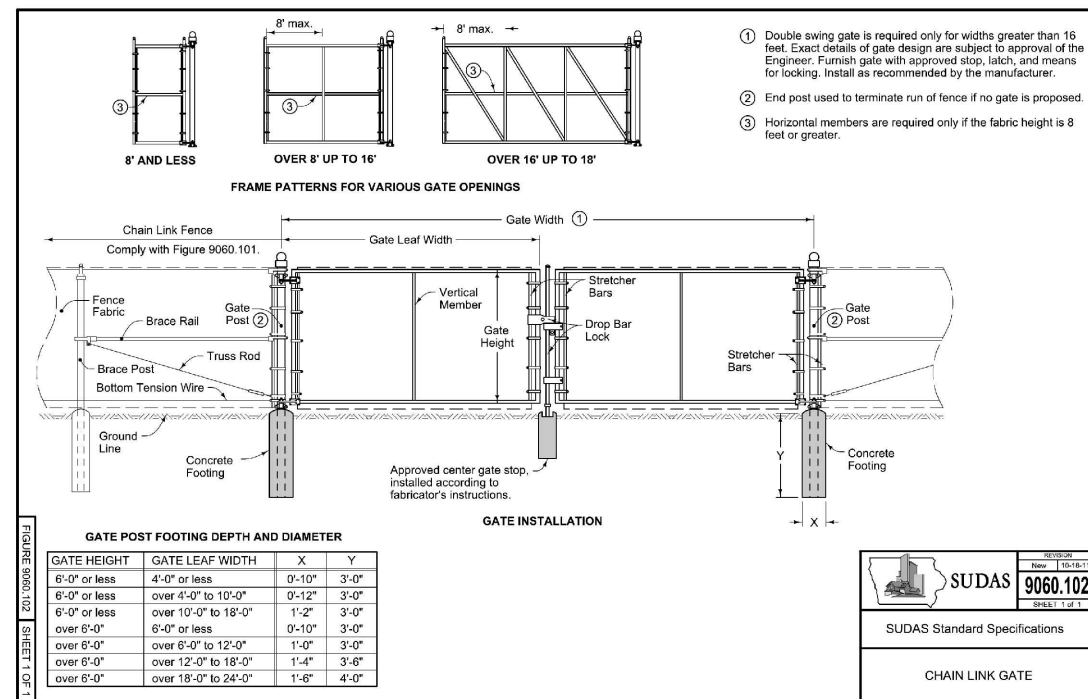 8' max.
8' max.
③
③
③
8' AND LESS
OVER 8' UP TO 16'
OVER 16' UP TO 18'
FRAME PATTERNS FOR VARIOUS GATE OPENINGS
① Double swing gate is required only for widths greater than 16
feet. Exact details of gate design are subject to approval of the
Engineer. Furnish gate with approved stop, latch, and means
for locking. Install as recommended by the manufacturer.
② End post used to terminate run of fence if no gate is proposed.
③ Horizontal members are required only if the fabric height is 8
feet or greater.
Gate Width ①
Chain Link Fence
Comply with Figure 9060.101.
Gate Leaf Width
Fence
Fabric
Brace Rail
Gate
Post ②
Vertical
Member
Gate
Height
Stretcher
Bars
Drop Bar
Lock
Gate
② Post
Truss Rod
Brace Post
Bottom Tension Wire
Stretcher
Bars
Ground
Line
Concrete
Footing
Approved center gate stop,
installed according to
fabricator's instructions.
Y
X
Concrete
Footing
GATE INSTALLATION
GATE POST FOOTING DEPTH AND DIAMETER
GATE HEIGHT GATE LEAF WIDTH X Y
6'-0" or less 4'-0" or less 0'-10" 3'-0"
6'-0" or less over 4'-0" to 10'-0" 0'-12" 3'-0"
6'-0" or less over 10'-0" to 18'-0" 1'-2" 3'-0"
over 6'-0" 6'-0" or less 0'-10" 3'-0"
over 6'-0" over 6'-0" to 12'-0" 1'-0" 3'-0"
over 6'-0" over 12'-0" to 18'-0" 1'-4" 3'-6"
over 6'-0" over 18'-0" to 24'-0" 1'-6" 4'-0"
FIGURE 9060.102 SHEET 1 OF 1
SUDAS
REVISION
New 10-18-11
9060.102
SHEET 1 of 1
SUDAS Standard Specifications
CHAIN LINK GATE